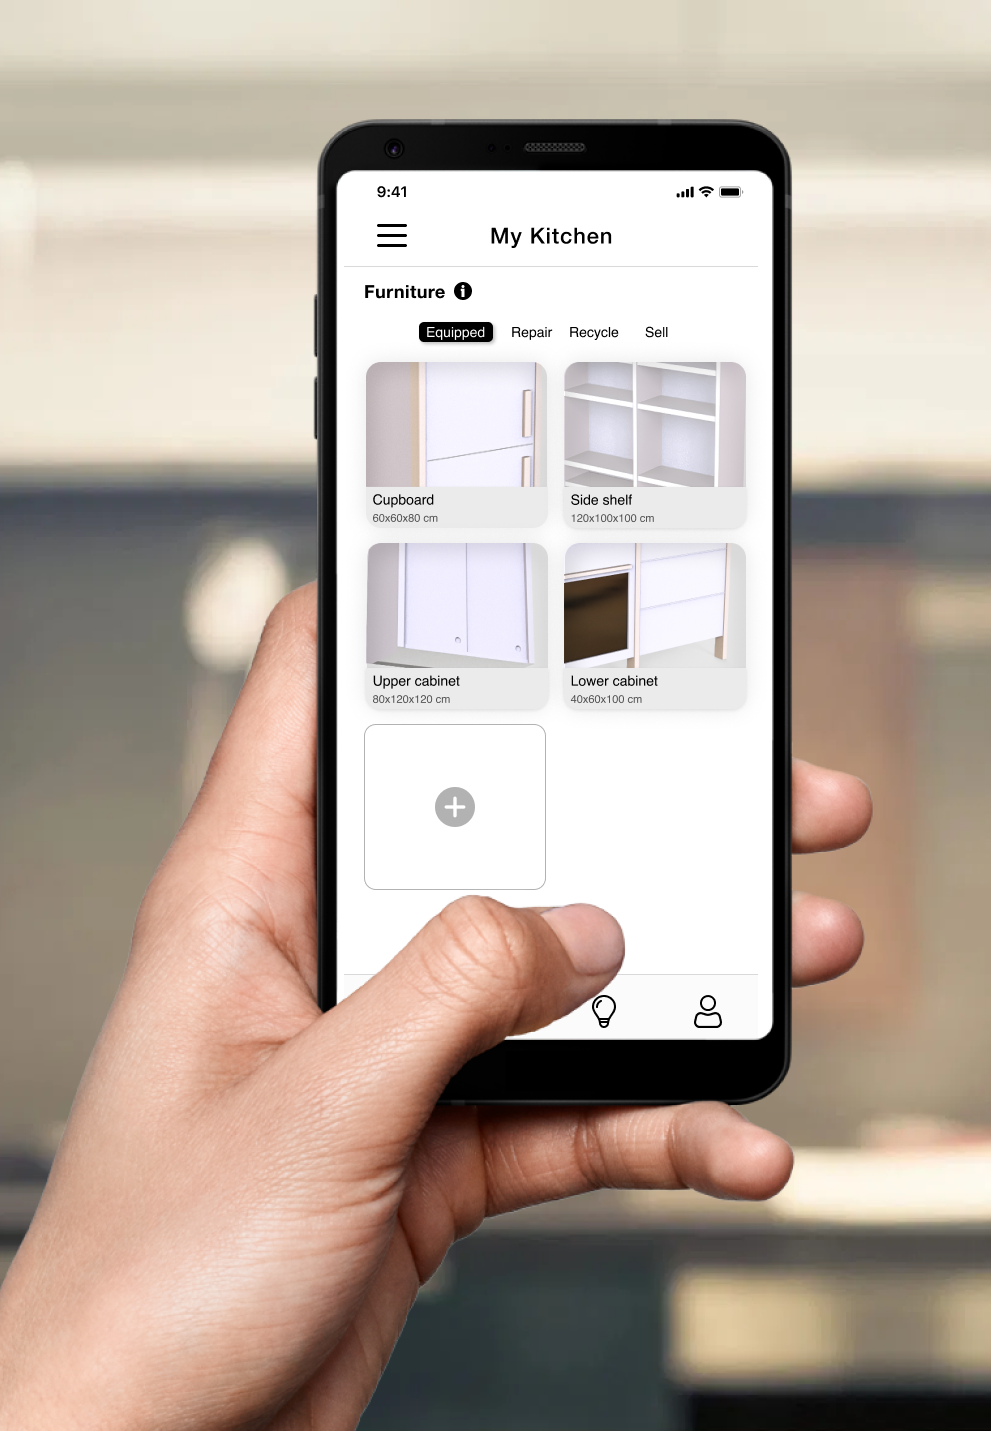 9:41
My Kitchen
Furniture
Equipped Repair Recycle Sell
Cupboard
60x60x80 cm
Side shelf
120x100x100 cm
Upper cabinet
80x120x120 cm
Lower cabinet
40x60x100 cm